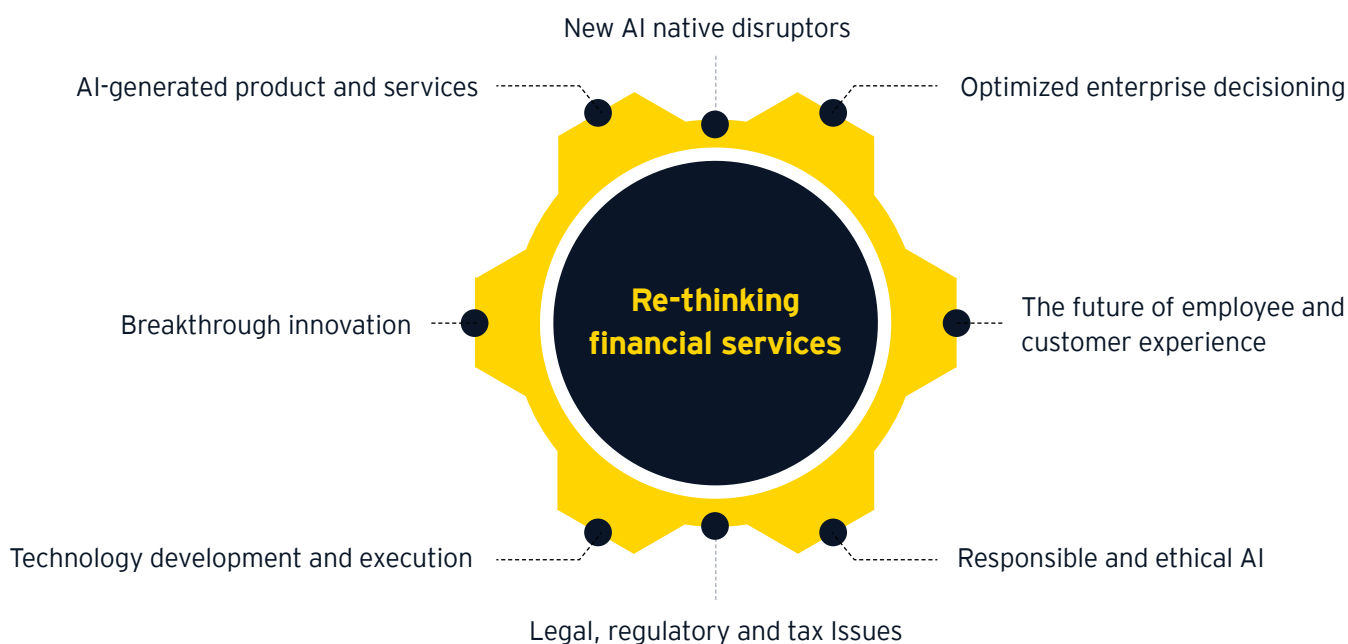 New AI native disruptors
AI-generated product and services
Optimized enterprise decisioning
Re-thinking
financial services
Breakthrough innovation
The future of employee and
customer experience
Technology development and execution
Responsible and ethical AI
Legal, regulatory and tax Issues